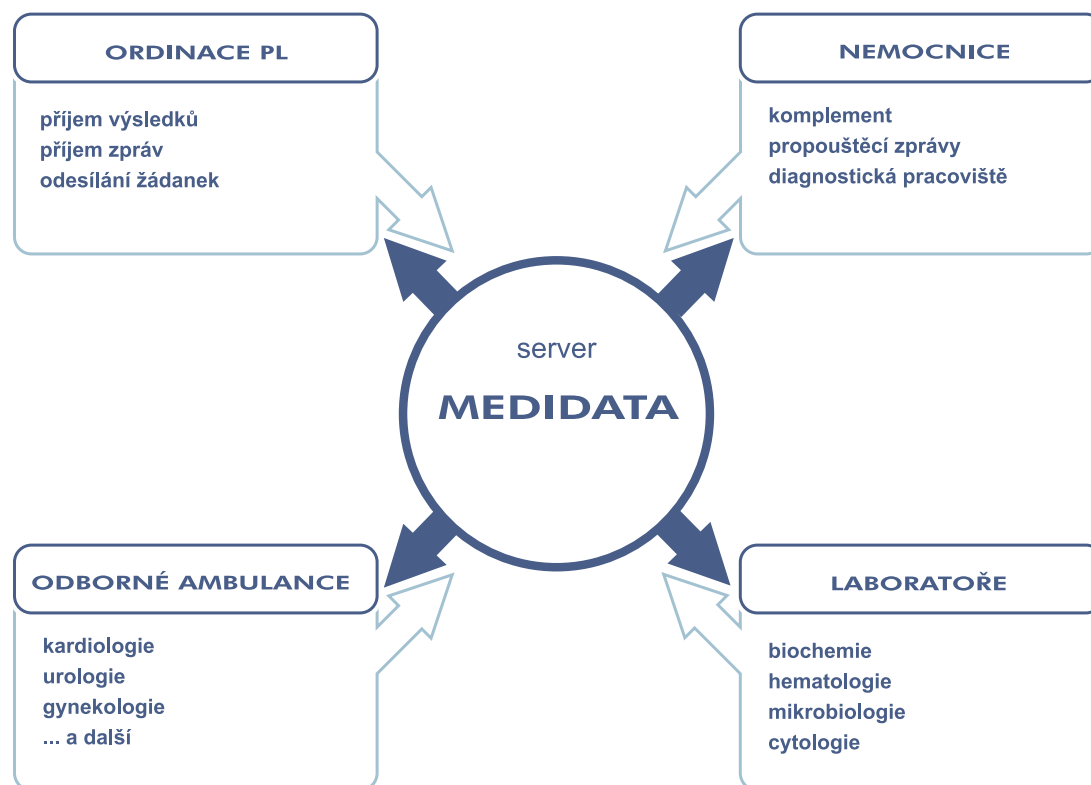 ORDINACE PL
příjem výsledků
příjem zpráv
odesílání žádanek
NEMOCNICE
komplement
propouštěcí zprávy
diagnostická pracoviště
server
MEDIDATA
ODBORNÉ AMBULANCE
kardiologie
urologie
gynekologie
... a další
LABORATOŘE
biochemie
hematologie
mikrobiologie
cytologie